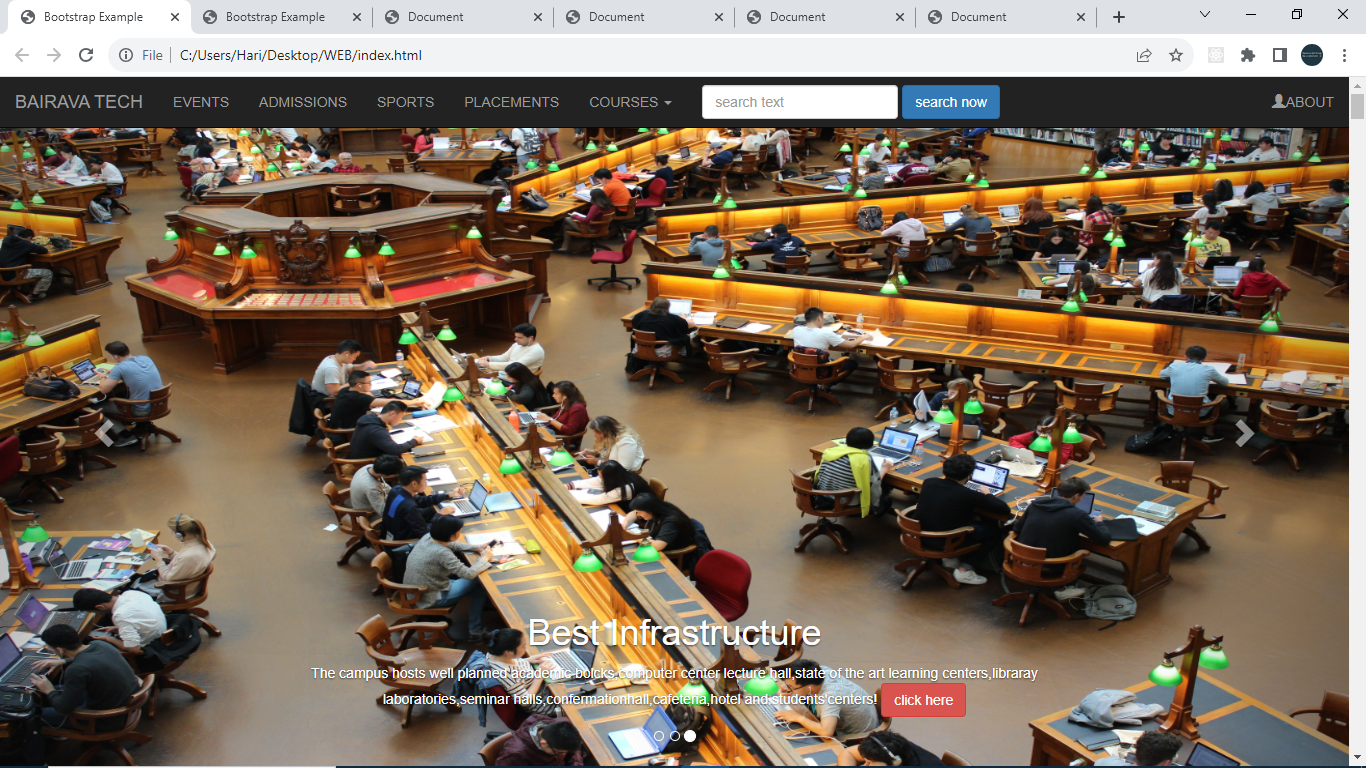 Bootstrap Example Bootstrap Example Document Document Document Document
File C:/Users/Hari/Desktop/WEB/index.html
BAIRAVA TECH EVENTS ADMISSIONS SPORTS PLACEMENTS COURSES search text search now ABOUT
Best Infrastructure
The campus hosts well planned academic bolcks,computer center lecture hall,state of the art learning centers,libraray
laboratories,seminar halls,confermationhall,cafeteria,hotel and students'centers! click here